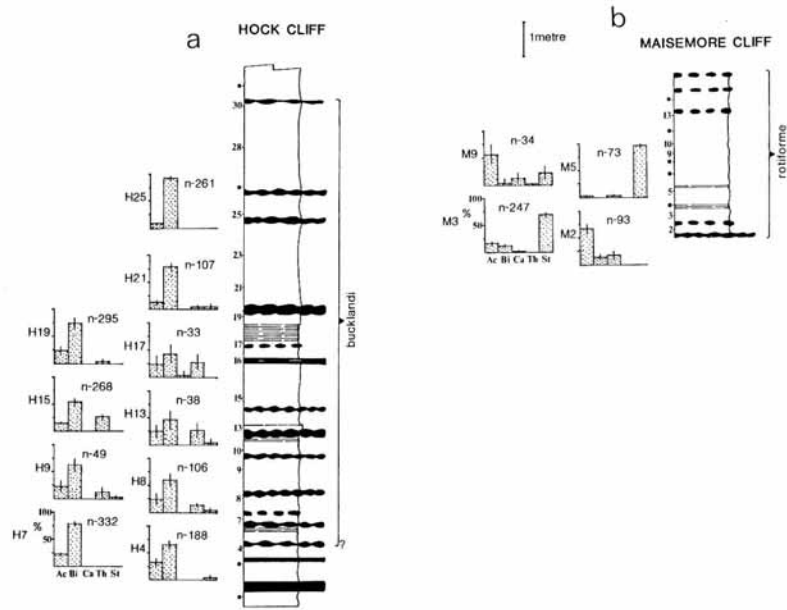 a
HOCK CLIFF
b
MAISEMORE CLIFF
1metre
30
28
25
23
21
19
17
16
15
13
10
9
8
7
4
?
bucklandi
H25
n-261
H21
n-107
H19
n-295
H17
n-33
H15
n-268
H13
n-38
H9
n-49
H8
n-106
H7
100
%
50
n-332
Ac Bi Ca Th St
H4
n-188
M9
n-34
M5
n-73
M3
100
%
50
n-247
Ac Bi Ca Th St
M2
n-93
13
10
9
5
3
2
rotiforme